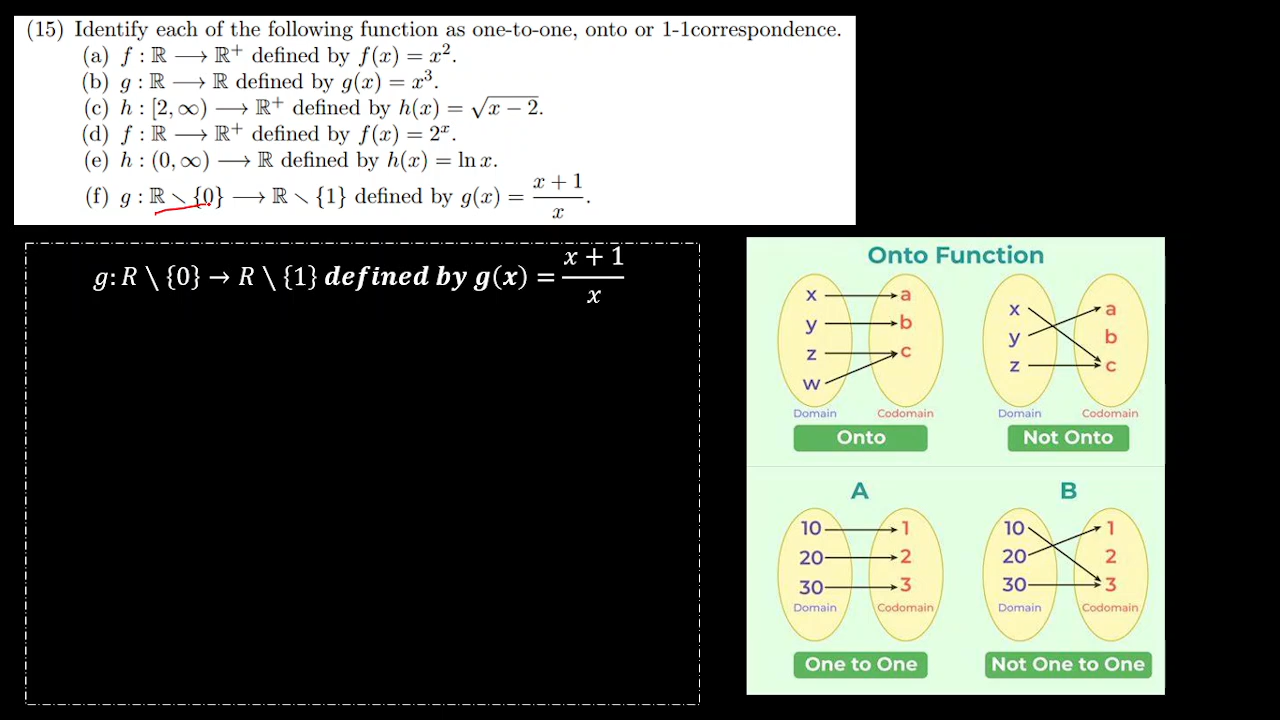 (15) Identify each of the following function as one-to-one, onto or 1-1correspondence.
(a) f : ℝ ⟶ ℝ⁺ defined by f(x) = x².
(b) g : ℝ ⟶ ℝ defined by g(x) = x³.
(c) h : [2, ∞) ⟶ ℝ⁺ defined by h(x) = √(x − 2).
(d) f : ℝ ⟶ ℝ⁺ defined by f(x) = 2ˣ.
(e) h : (0, ∞) ⟶ ℝ defined by h(x) = ln x.
(f) g : ℝ ∖ {0} ⟶ ℝ ∖ {1} defined by g(x) = (x + 1)/x.
g: R ∖ {0} → R ∖ {1} defined by g(x) = (x + 1)/x
Onto Function
x a
y b
z c
w
Domain Codomain
Onto
x a
y b
z c
Domain Codomain
Not Onto
A
10 1
20 2
30 3
Domain Codomain
One to One
B
10 1
20 2
30 3
Domain Codomain
Not One to One